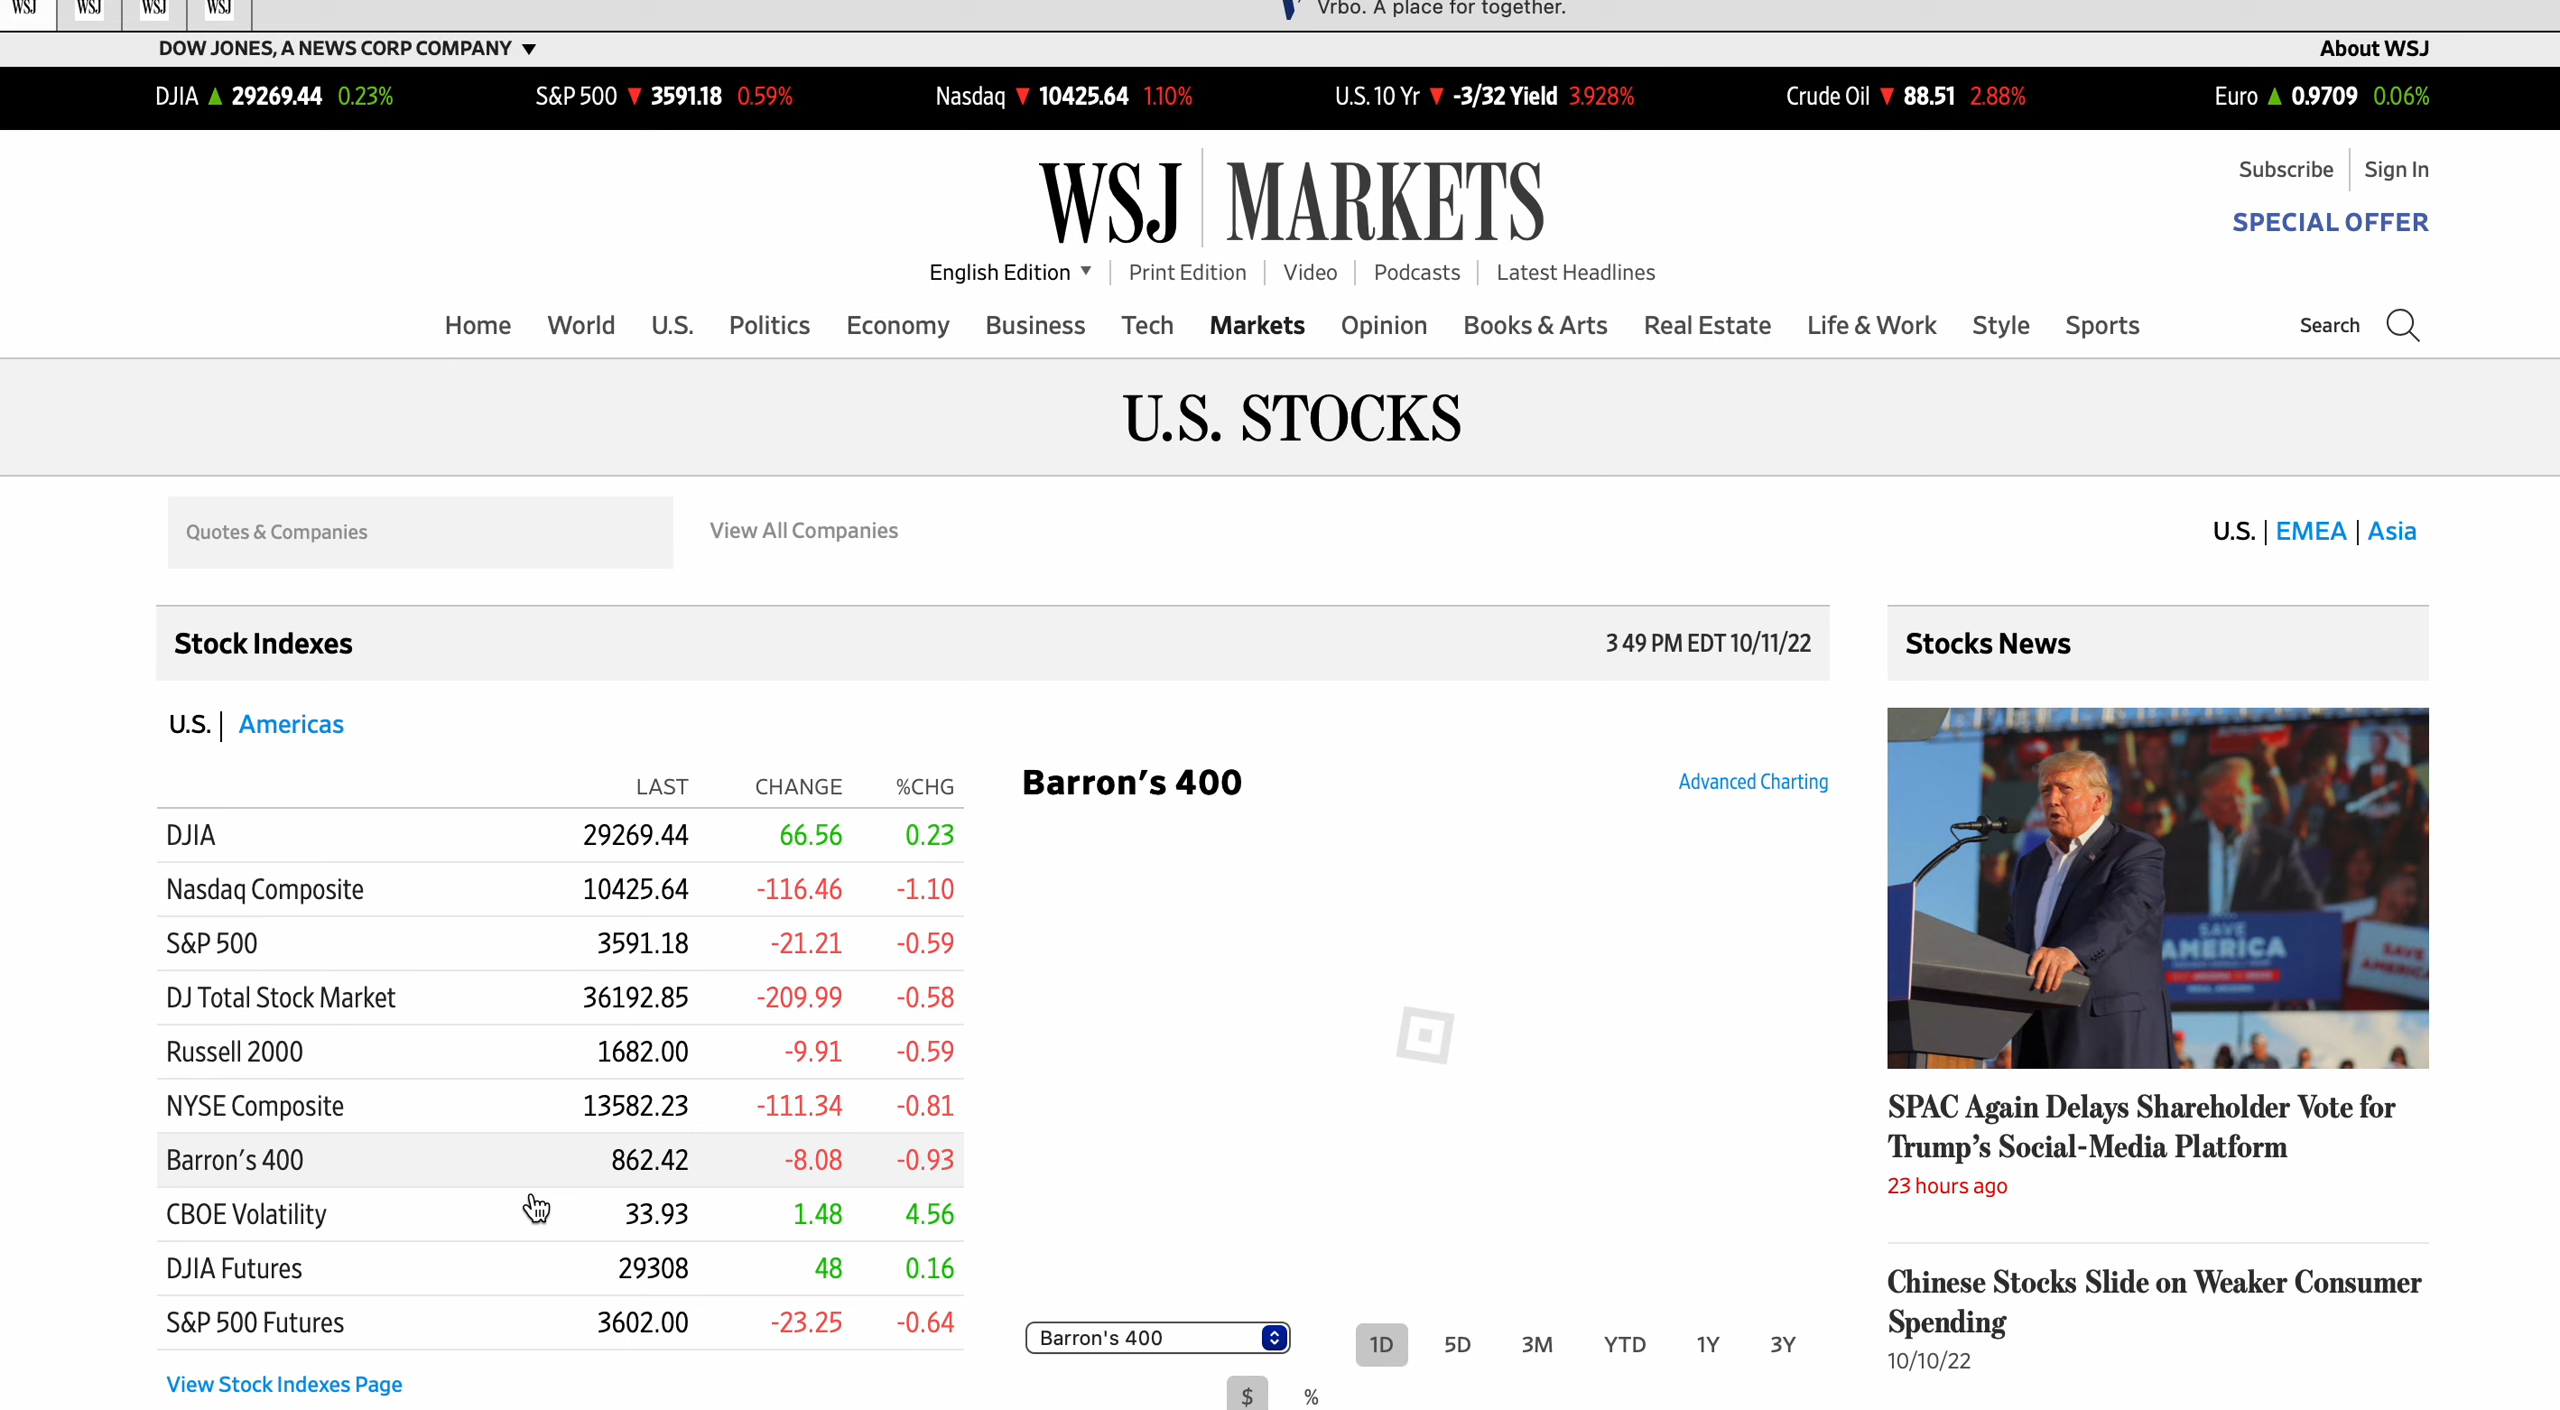 WSJ WSJ WSJ WSJ
Vrbo. A place for together.
DOW JONES, A NEWS CORP COMPANY ▼
About WSJ
DJIA ▲ 29269.44 0.23% S&P 500 ▼ 3591.18 0.59% Nasdaq ▼ 10425.64 1.10% U.S. 10 Yr ▼ -3/32 Yield 3.928% Crude Oil ▼ 88.51 2.88% Euro ▲ 0.9709 0.06%
WSJ | MARKETS
Subscribe | Sign In
SPECIAL OFFER
English Edition ▼ | Print Edition | Video | Podcasts | Latest Headlines
Home World U.S. Politics Economy Business Tech Markets Opinion Books & Arts Real Estate Life & Work Style Sports Search
U.S. STOCKS
Quotes & Companies
View All Companies
U.S. | EMEA | Asia
Stock Indexes
3 49 PM EDT 10/11/22
U.S. | Americas
LAST CHANGE %CHG
DJIA 29269.44 66.56 0.23
Nasdaq Composite 10425.64 -116.46 -1.10
S&P 500 3591.18 -21.21 -0.59
DJ Total Stock Market 36192.85 -209.99 -0.58
Russell 2000 1682.00 -9.91 -0.59
NYSE Composite 13582.23 -111.34 -0.81
Barron's 400 862.42 -8.08 -0.93
CBOE Volatility 33.93 1.48 4.56
DJIA Futures 29308 48 0.16
S&P 500 Futures 3602.00 -23.25 -0.64
View Stock Indexes Page
Barron's 400
Advanced Charting
Barron's 400
1D 5D 3M YTD 1Y 3Y
$ %
Stocks News
SAVE
AMERICA
SAVE
SPAC Again Delays Shareholder Vote for
Trump's Social-Media Platform
23 hours ago
Chinese Stocks Slide on Weaker Consumer
Spending
10/10/22